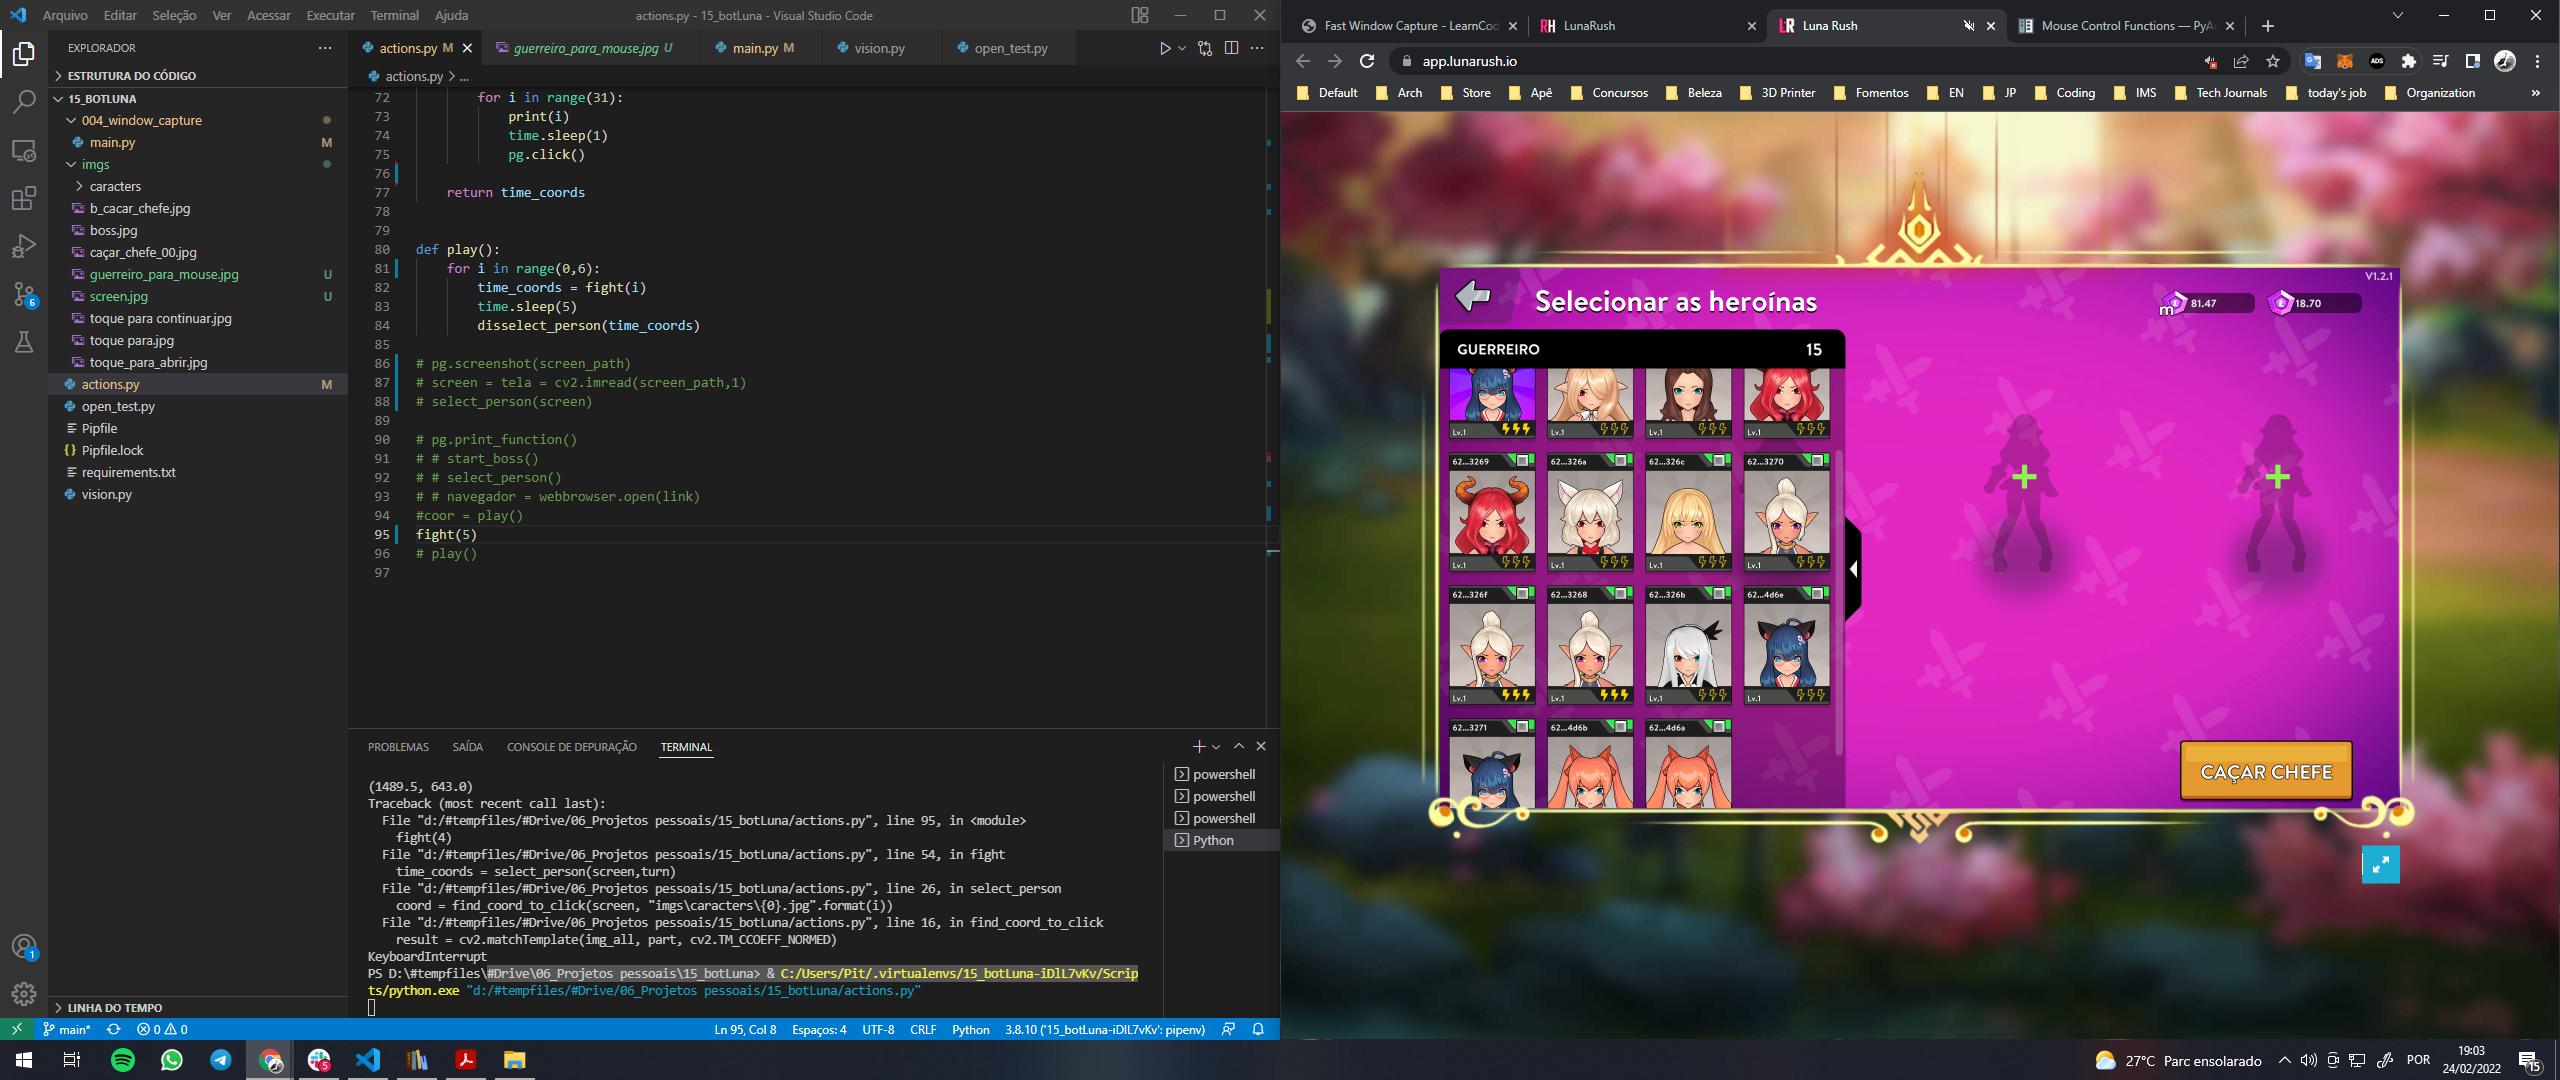 Arquivo Editar Seleção Ver Acessar Executar Terminal Ajuda
actions.py - 15_botLuna - Visual Studio Code
EXPLORADOR
ESTRUTURA DO CÓDIGO
15_BOTLUNA
004_window_capture
main.py M
imgs
caracters
b_cacar_chefe.jpg
boss.jpg
caçar_chefe_00.jpg
guerreiro_para_mouse.jpg U
screen.jpg U
toque para continuar.jpg
toque para.jpg
toque_para_abrir.jpg
actions.py M
open_test.py
Pipfile
Pipfile.lock
requirements.txt
vision.py
LINHA DO TEMPO
actions.py M
guerreiro_para_mouse.jpg U
main.py M
vision.py
open_test.py
actions.py > ...
72 for i in range(31):
73 print(i)
74 time.sleep(1)
75 pg.click()
76
77 return time_coords
78
79
80 def play():
81 for i in range(0,6):
82 time_coords = fight(i)
83 time.sleep(5)
84 disselect_person(time_coords)
85
86 # pg.screenshot(screen_path)
87 # screen = tela = cv2.imread(screen_path,1)
88 # select_person(screen)
89
90 # pg.print_function()
91 # # start_boss()
92 # # select_person()
93 # # navegador = webbrowser.open(link)
94 #coor = play()
95 fight(5)
96 # play()
97
PROBLEMAS SAÍDA CONSOLE DE DEPURAÇÃO TERMINAL
(1489.5, 643.0)
Traceback (most recent call last):
File "d:/#tempfiles/#Drive/06_Projetos pessoais/15_botLuna/actions.py", line 95, in <module>
fight(4)
File "d:/#tempfiles/#Drive/06_Projetos pessoais/15_botLuna/actions.py", line 54, in fight
time_coords = select_person(screen,turn)
File "d:/#tempfiles/#Drive/06_Projetos pessoais/15_botLuna/actions.py", line 26, in select_person
coord = find_coord_to_click(screen, "imgs\caracters\{0}.jpg".format(i))
File "d:/#tempfiles/#Drive/06_Projetos pessoais/15_botLuna/actions.py", line 16, in find_coord_to_click
result = cv2.matchTemplate(img_all, part, cv2.TM_CCOEFF_NORMED)
KeyboardInterrupt
PS D:\#tempfiles\#Drive\06_Projetos pessoais\15_botLuna> & C:/Users/Pit/.virtualenvs/15_botLuna-iDlL7vKv/Scrip
ts/python.exe "d:/#tempfiles/#Drive/06_Projetos pessoais/15_botLuna/actions.py"
powershell
powershell
powershell
Python
6
1
main* 0 0
Ln 95, Col 8 Espaços: 4 UTF-8 CRLF Python 3.8.10 ('15_botLuna-iDlL7vKv': pipenv)
Fast Window Capture - LearnCod
RH LunaRush
Luna Rush
Mouse Control Functions — PyA
app.lunarush.io
ADS
Default Arch Store Apê Concursos Beleza 3D Printer Fomentos EN JP Coding IMS Tech Journals today's job Organization »
V1.2.1
Selecionar as heroínas
m 81.47
18.70
GUERREIRO 15
Lv.1 Lv.1 Lv.1 Lv.1
62...3269 62...326a 62...326c 62...3270
Lv.1 Lv.1 Lv.1 Lv.1
62...326f 62...3268 62...326b 62...4d6e
Lv.1 Lv.1 Lv.1 Lv.1
62...3271 62...4d6b 62...4d6a
CAÇAR CHEFE
5
27°C Parc ensolarado
POR
19:03
24/02/2022
15